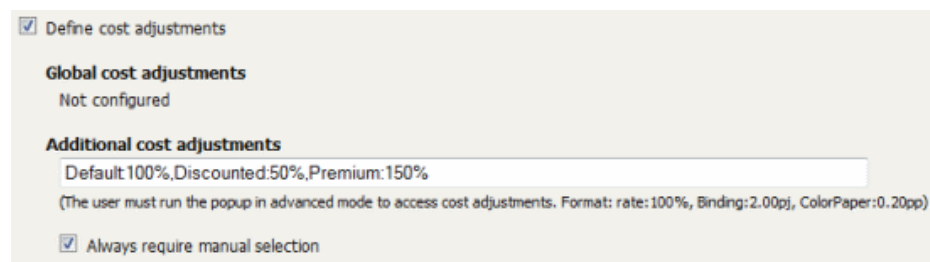 Define cost adjustments
Global cost adjustments
Not configured
Additional cost adjustments
Default:100%,Discounted:50%,Premium:150%
(The user must run the popup in advanced mode to access cost adjustments. Format: rate:100%, Binding:2.00pj, ColorPaper:0.20pp)
Always require manual selection